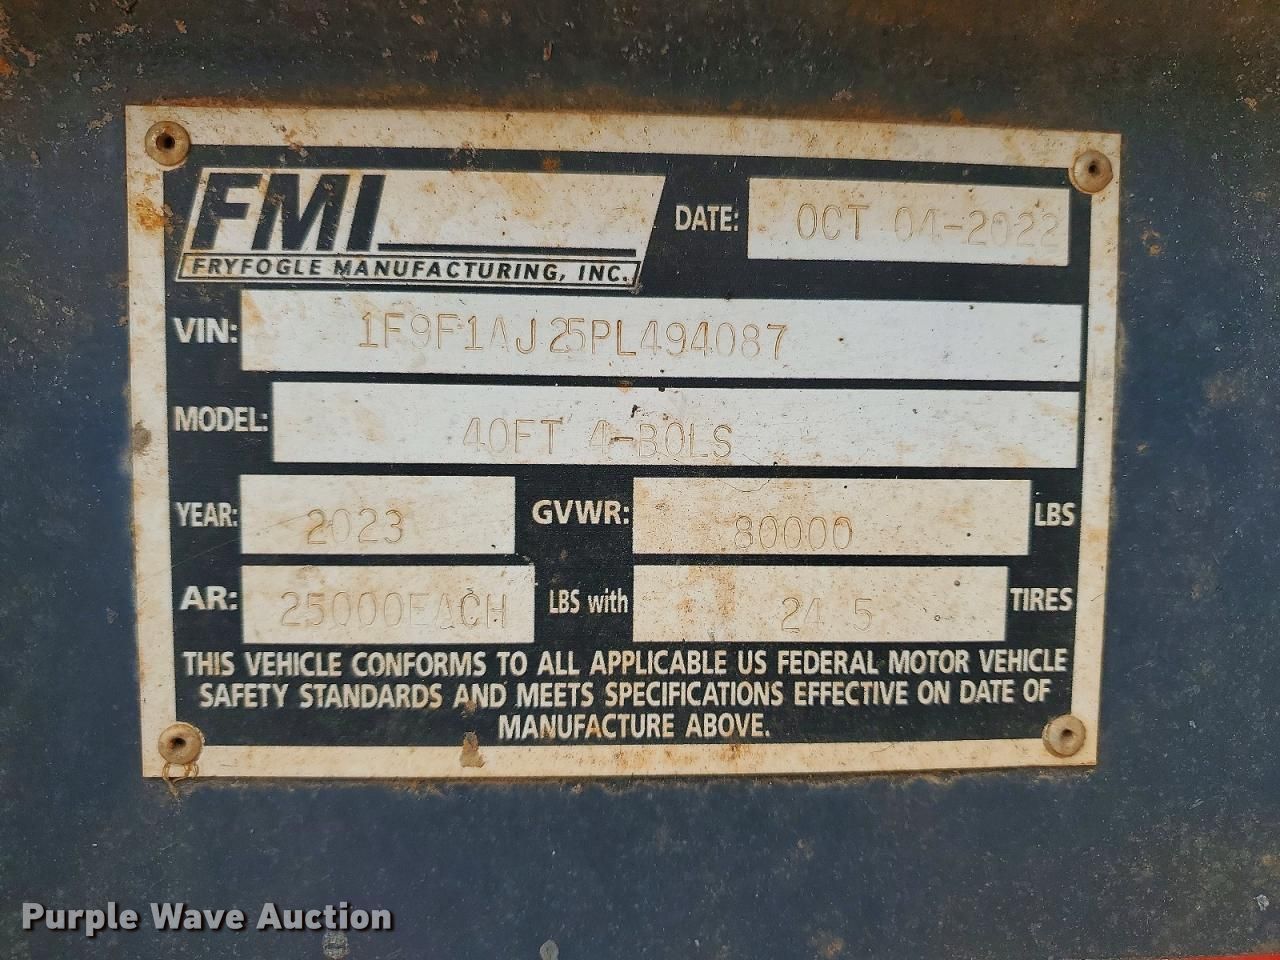 FMI
FRYFOGLE MANUFACTURING, INC.
DATE: OCT 04-2022
VIN: 1F9F1AJ25PL494087
MODEL: 40FT 4-BOLS
YEAR: 2023 GVWR: 80000 LBS
AR: 25000EACH LBS with 24 5 TIRES
THIS VEHICLE CONFORMS TO ALL APPLICABLE US FEDERAL MOTOR VEHICLE
SAFETY STANDARDS AND MEETS SPECIFICATIONS EFFECTIVE ON DATE OF
MANUFACTURE ABOVE.
Purple Wave Auction